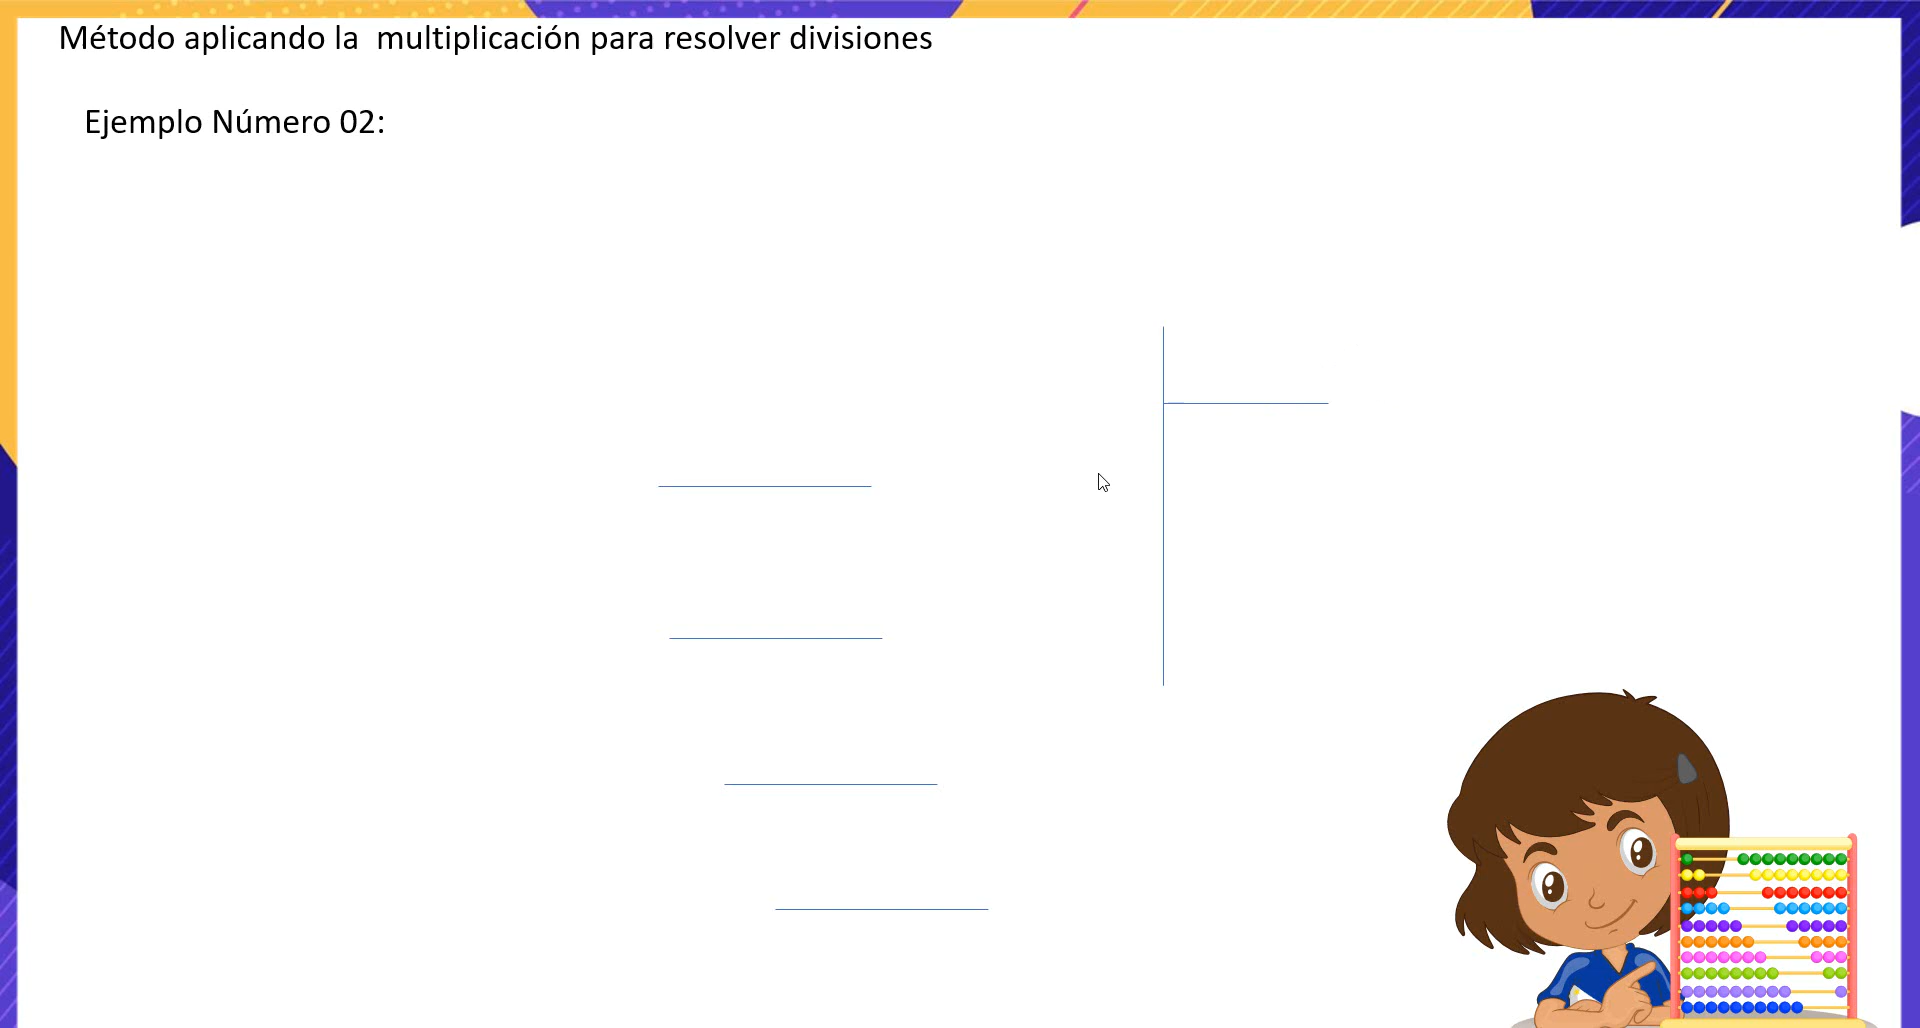 Método aplicando la  multiplicación para resolver divisiones
Ejemplo Número 02: